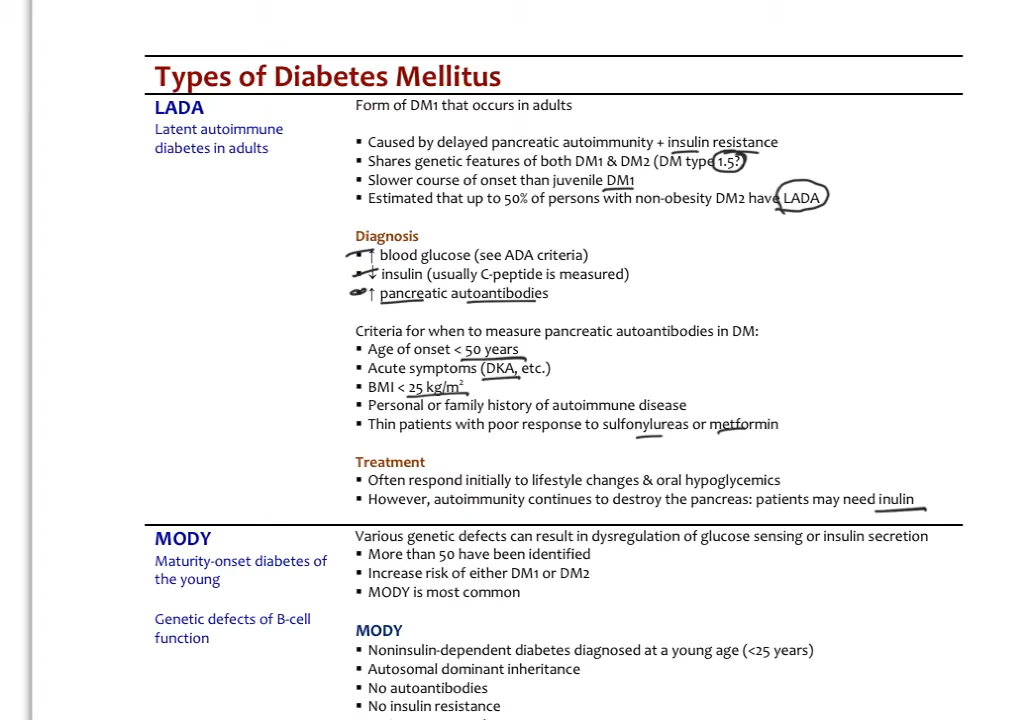 Types of Diabetes Mellitus
LADA
Latent autoimmune
diabetes in adults
Form of DM1 that occurs in adults
▪ Caused by delayed pancreatic autoimmunity + insulin resistance
▪ Shares genetic features of both DM1 & DM2 (DM type 1.5?)
▪ Slower course of onset than juvenile DM1
▪ Estimated that up to 50% of persons with non-obesity DM2 have LADA
Diagnosis
▪ ↑ blood glucose (see ADA criteria)
▪ ↓ insulin (usually C-peptide is measured)
▪ ↑ pancreatic autoantibodies
Criteria for when to measure pancreatic autoantibodies in DM:
▪ Age of onset < 50 years
▪ Acute symptoms (DKA, etc.)
▪ BMI < 25 kg/m²
▪ Personal or family history of autoimmune disease
▪ Thin patients with poor response to sulfonylureas or metformin
Treatment
▪ Often respond initially to lifestyle changes & oral hypoglycemics
▪ However, autoimmunity continues to destroy the pancreas: patients may need inulin
MODY
Maturity-onset diabetes of
the young
Genetic defects of B-cell
function
Various genetic defects can result in dysregulation of glucose sensing or insulin secretion
▪ More than 50 have been identified
▪ Increase risk of either DM1 or DM2
▪ MODY is most common
MODY
▪ Noninsulin-dependent diabetes diagnosed at a young age (<25 years)
▪ Autosomal dominant inheritance
▪ No autoantibodies
▪ No insulin resistance